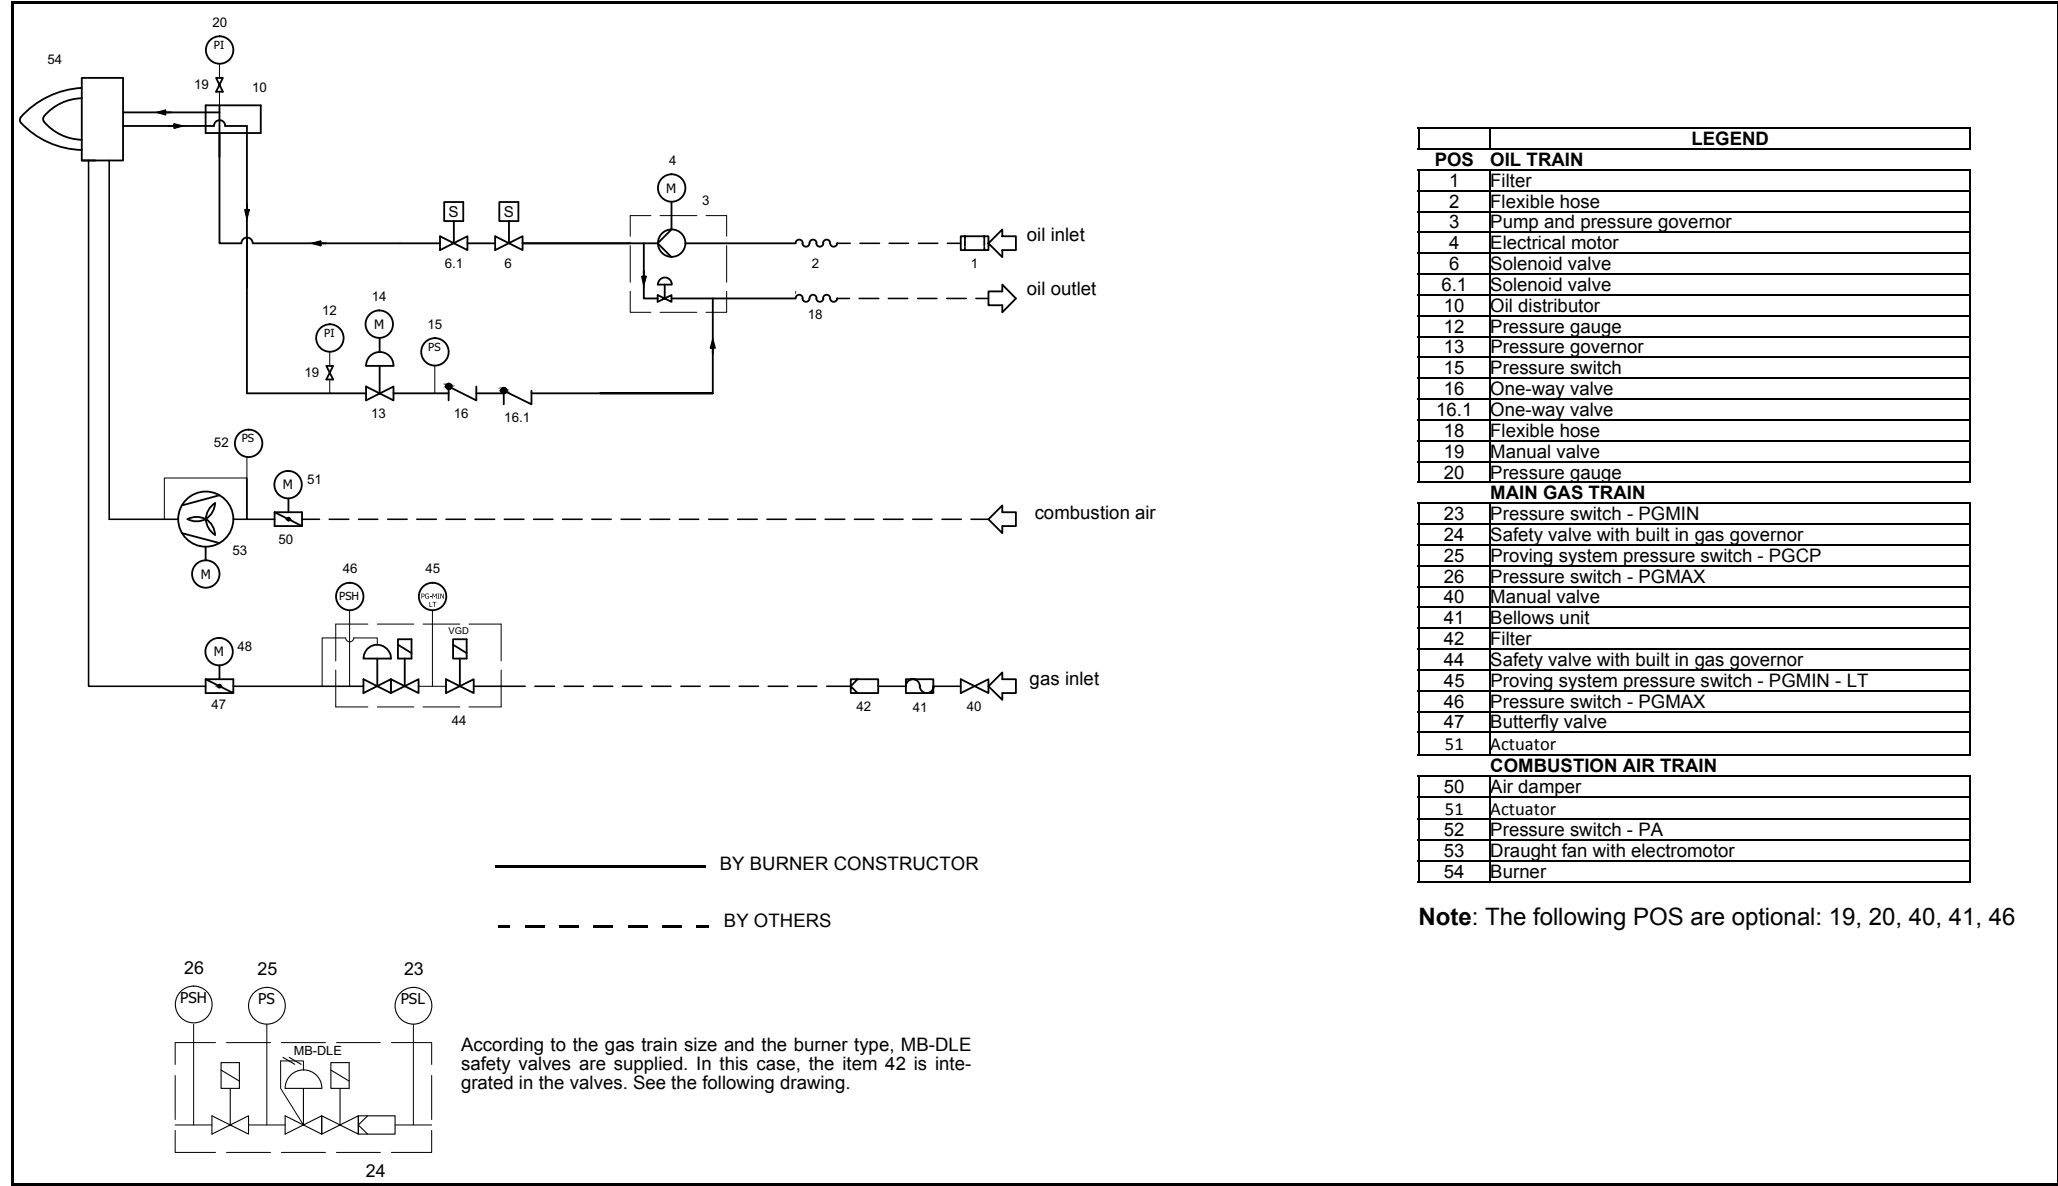 20
PI
54
19
10
4
M
3
S
S
6.1
6
2
1
oil inlet
oil outlet
18
14
12
M
15
PI
PS
19
13
16
16.1
52
PS
M
51
combustion air
50
53
M
46
45
PSH
PG-MIN
LT
VGD
M
48
gas inlet
47
44
42
41
40
BY BURNER CONSTRUCTOR
BY OTHERS
26
25
23
PSH
PS
PSL
MB-DLE
24
According to the gas train size and the burner type, MB-DLE
safety valves are supplied. In this case, the item 42 is inte-
grated in the valves. See the following drawing.
LEGEND
POS OIL TRAIN
1 Filter
2 Flexible hose
3 Pump and pressure governor
4 Electrical motor
6 Solenoid valve
6.1 Solenoid valve
10 Oil distributor
12 Pressure gauge
13 Pressure governor
15 Pressure switch
16 One-way valve
16.1 One-way valve
18 Flexible hose
19 Manual valve
20 Pressure gauge
MAIN GAS TRAIN
23 Pressure switch - PGMIN
24 Safety valve with built in gas governor
25 Proving system pressure switch - PGCP
26 Pressure switch - PGMAX
40 Manual valve
41 Bellows unit
42 Filter
44 Safety valve with built in gas governor
45 Proving system pressure switch - PGMIN - LT
46 Pressure switch - PGMAX
47 Butterfly valve
51 Actuator
COMBUSTION AIR TRAIN
50 Air damper
51 Actuator
52 Pressure switch - PA
53 Draught fan with electromotor
54 Burner
Note: The following POS are optional: 19, 20, 40, 41, 46